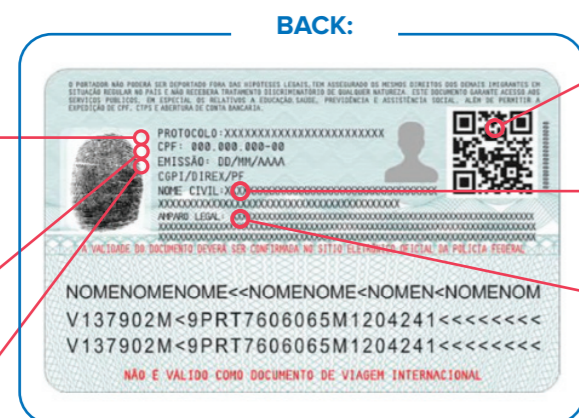 BACK:
O PORTADOR NÃO PODERÁ SER DEPORTADO FORA DAS HIPÓTESES LEGAIS, TEM ASSEGURADO OS MESMOS DIREITOS DOS DEMAIS IMIGRANTES EM
SITUAÇÃO REGULAR NO PAÍS E NÃO RECEBERÁ TRATAMENTO DISCRIMINATÓRIO DE QUALQUER NATUREZA. ESTE DOCUMENTO GARANTE ACESSO AOS
SERVIÇOS PÚBLICOS, EM ESPECIAL OS RELATIVOS A EDUCAÇÃO, SAÚDE, PREVIDÊNCIA E ASSISTÊNCIA SOCIAL, ALÉM DE PERMITIR A
EXPEDIÇÃO DE CPF, CTPS E ABERTURA DE CONTA BANCÁRIA.
PROTOCOLO:XXXXXXXXXXXXXXXXXXXXXXXXX
CPF: 000.000.000-00
EMISSÃO: DD/MM/AAAA
CGPI/DIREX/PF
NOME CIVIL:
AMPARO LEGAL:
A VALIDADE DO DOCUMENTO DEVERÁ SER CONFIRMADA NO SÍTIO ELETRÔNICO OFICIAL DA POLÍCIA FEDERAL
NOMENOMENOME<<NOMENOME<NOMEN<NOMENOM
V137902M<9PRT7606065M1204241<<<<<<<<
V137902M<9PRT7606065M1204241<<<<<<<<
NÃO É VÁLIDO COMO DOCUMENTO DE VIAGEM INTERNACIONAL